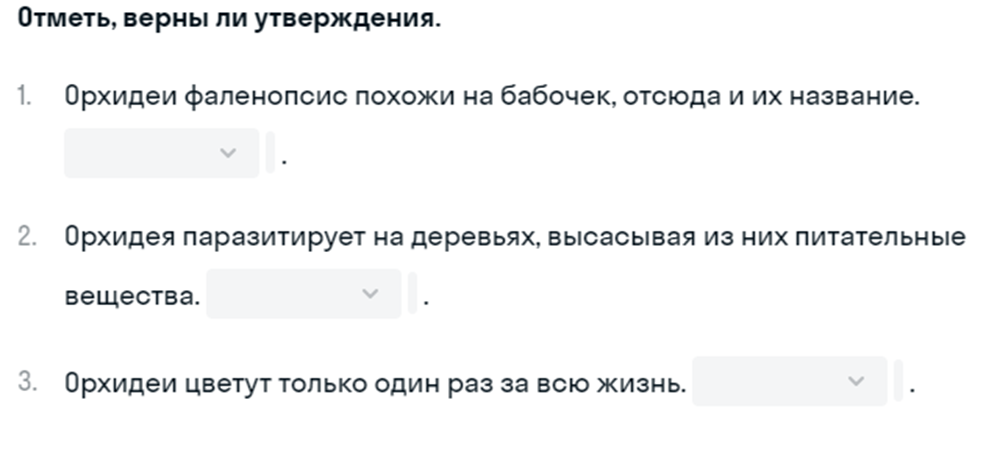 Отметь, верны ли утверждения.
1. Орхидеи фаленопсис похожи на бабочек, отсюда и их название.
.
2. Орхидея паразитирует на деревьях, высасывая из них питательные
вещества. .
3. Орхидеи цветут только один раз за всю жизнь. .